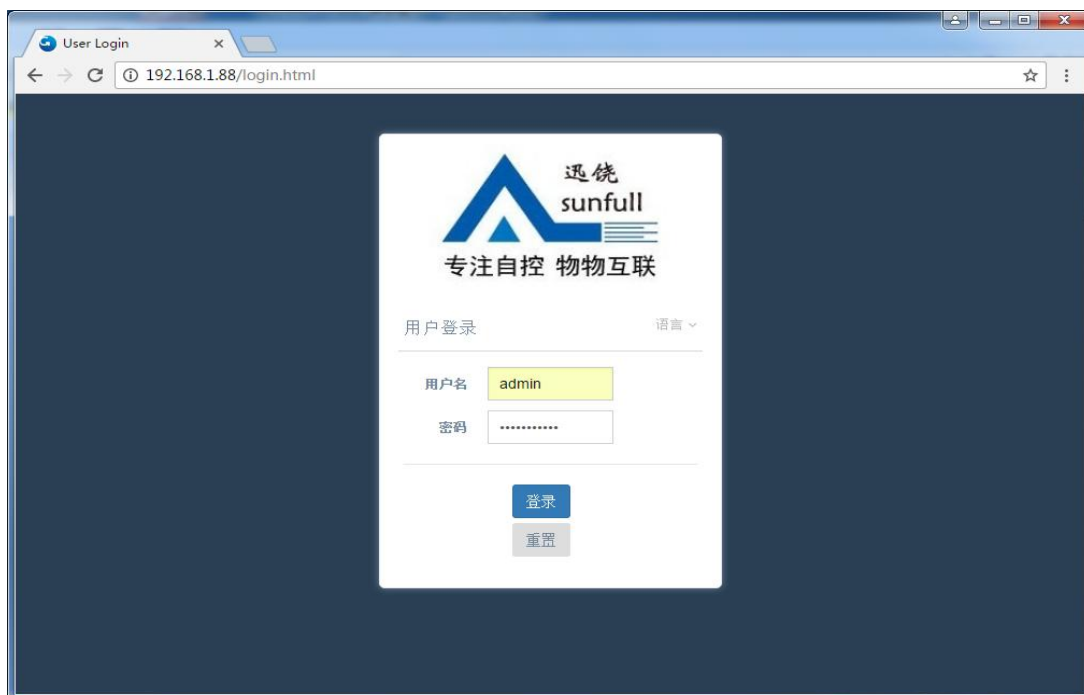 User Login
192.168.1.88/login.html
迅饶
sunfull
专注自控 物物互联
用户登录 语言
用户名 admin
密码 •••••••••••
登录
重置